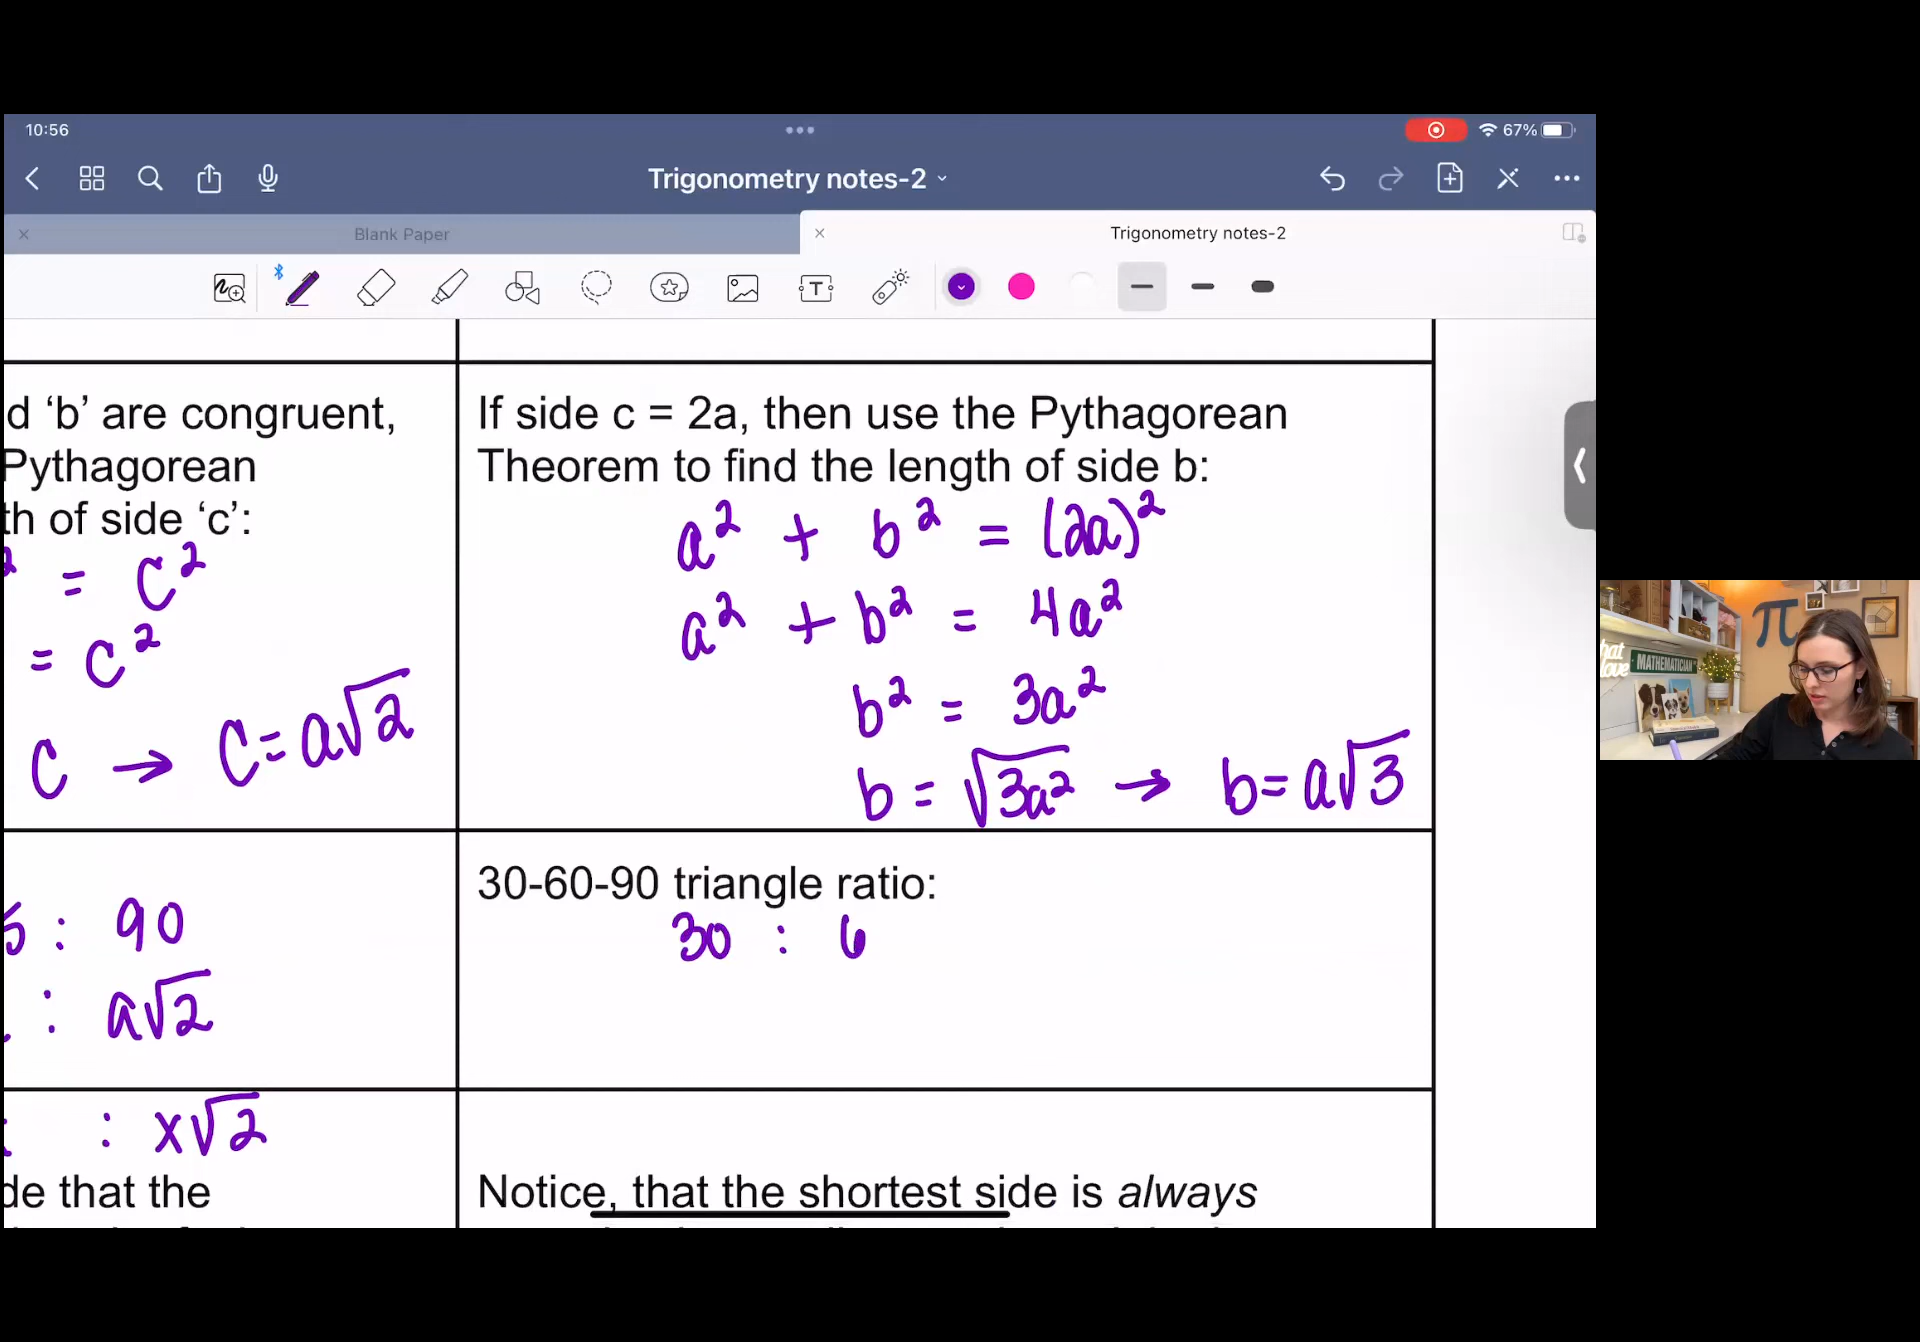 10:56
67%
Trigonometry notes-2
Blank Paper
Trigonometry notes-2
T
d ‘b’ are congruent,
Pythagorean
th of side ‘c’:
2 = c²
= c²
c → c = a√2
5 : 90
: a√2
: x√2
de that the
If side c = 2a, then use the Pythagorean
Theorem to find the length of side b:
a² + b² = (2a)²
a² + b² = 4a²
b² = 3a²
b = √3a² → b = a√3
30-60-90 triangle ratio:
30 : 6
Notice, that the shortest side is always
π
MATHEMATICIAN